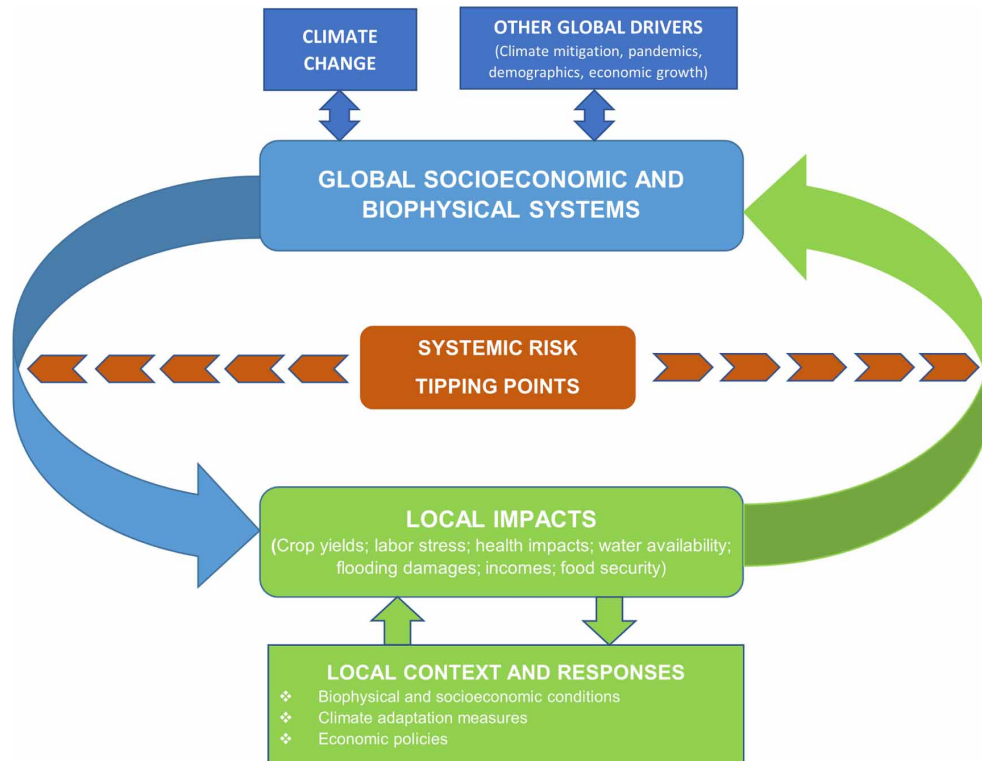 CLIMATE
CHANGE
OTHER GLOBAL DRIVERS
(Climate mitigation, pandemics,
demographics, economic growth)
GLOBAL SOCIOECONOMIC AND
BIOPHYSICAL SYSTEMS
SYSTEMIC RISK
TIPPING POINTS
LOCAL IMPACTS
(Crop yields; labor stress; health impacts; water availability;
flooding damages; incomes; food security)
LOCAL CONTEXT AND RESPONSES
❖ Biophysical and socioeconomic conditions
❖ Climate adaptation measures
❖ Economic policies